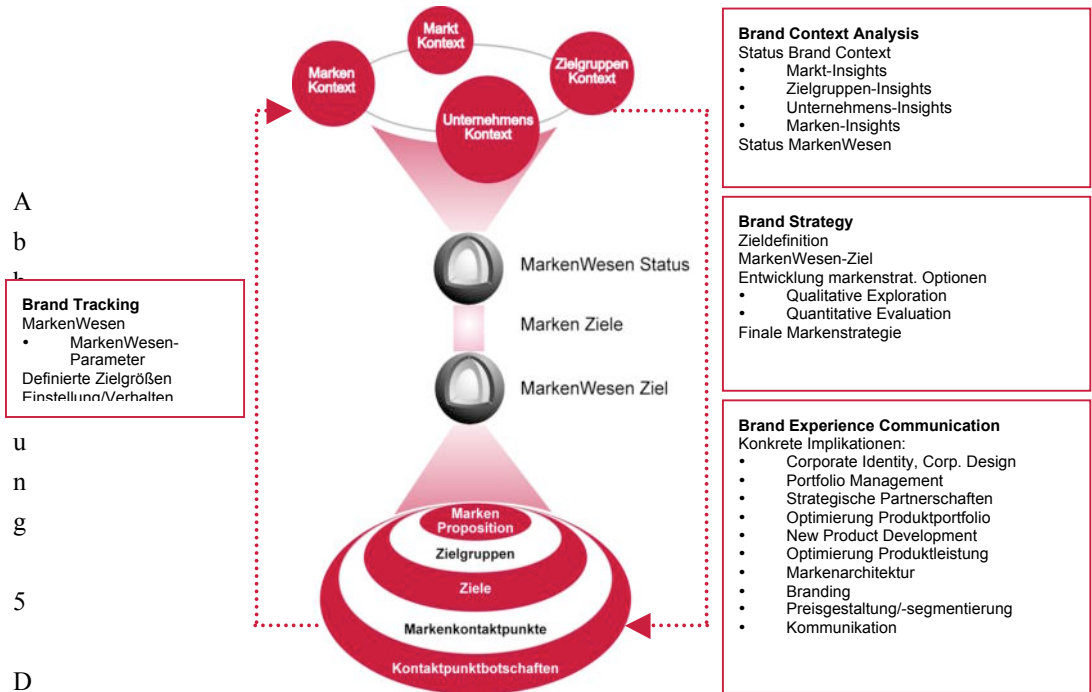 Markt
Kontext
Marken
Kontext
Zielgruppen
Kontext
Unternehmens
Kontext
MarkenWesen Status
Marken Ziele
MarkenWesen Ziel
Marken
Proposition
Zielgruppen
Ziele
Markenkontaktpunkte
Kontaktpunktbotschaften
A
b
Brand Tracking
MarkenWesen
• MarkenWesen-
Parameter
Definierte Zielgrößen
Einstellung/Verhalten
u
n
g
5
D
Brand Context Analysis
Status Brand Context
• Markt-Insights
• Zielgruppen-Insights
• Unternehmens-Insights
• Marken-Insights
Status MarkenWesen
Brand Strategy
Zieldefinition
MarkenWesen-Ziel
Entwicklung markenstrat. Optionen
• Qualitative Exploration
• Quantitative Evaluation
Finale Markenstrategie
Brand Experience Communication
Konkrete Implikationen:
• Corporate Identity, Corp. Design
• Portfolio Management
• Strategische Partnerschaften
• Optimierung Produktportfolio
• New Product Development
• Optimierung Produktleistung
• Markenarchitektur
• Branding
• Preisgestaltung/-segmentierung
• Kommunikation